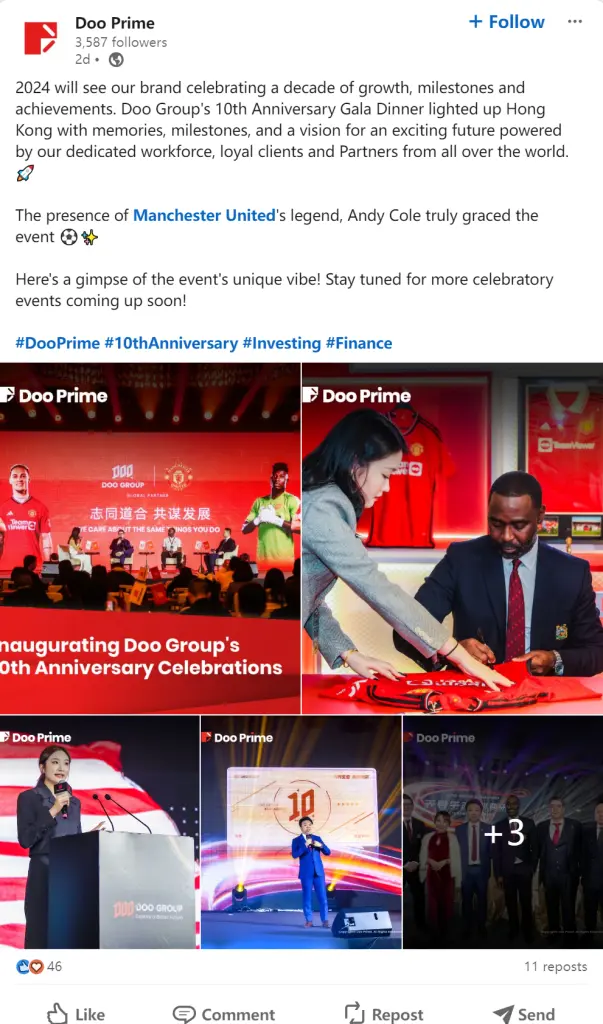 Doo Prime
+ Follow
3,587 followers
2d •
2024 will see our brand celebrating a decade of growth, milestones and
achievements. Doo Group's 10th Anniversary Gala Dinner lighted up Hong
Kong with memories, milestones, and a vision for an exciting future powered
by our dedicated workforce, loyal clients and Partners from all over the world.
🚀
The presence of Manchester United's legend, Andy Cole truly graced the
event ⚽✨
Here's a gimpse of the event's unique vibe! Stay tuned for more celebratory
events coming up soon!
#DooPrime #10thAnniversary #Investing #Finance
Doo Prime
DOO GROUP
GLOBAL PARTNER
志同道合 共谋发展
WE CARE ABOUT THE SAME THINGS YOU DO
naugurating Doo Group's
0th Anniversary Celebrations
Doo Prime
TeamViewer
Doo Prime
DOO GROUP
Doo Prime
10
Doo Prime
+3
46
11 reposts
Like
Comment
Repost
Send